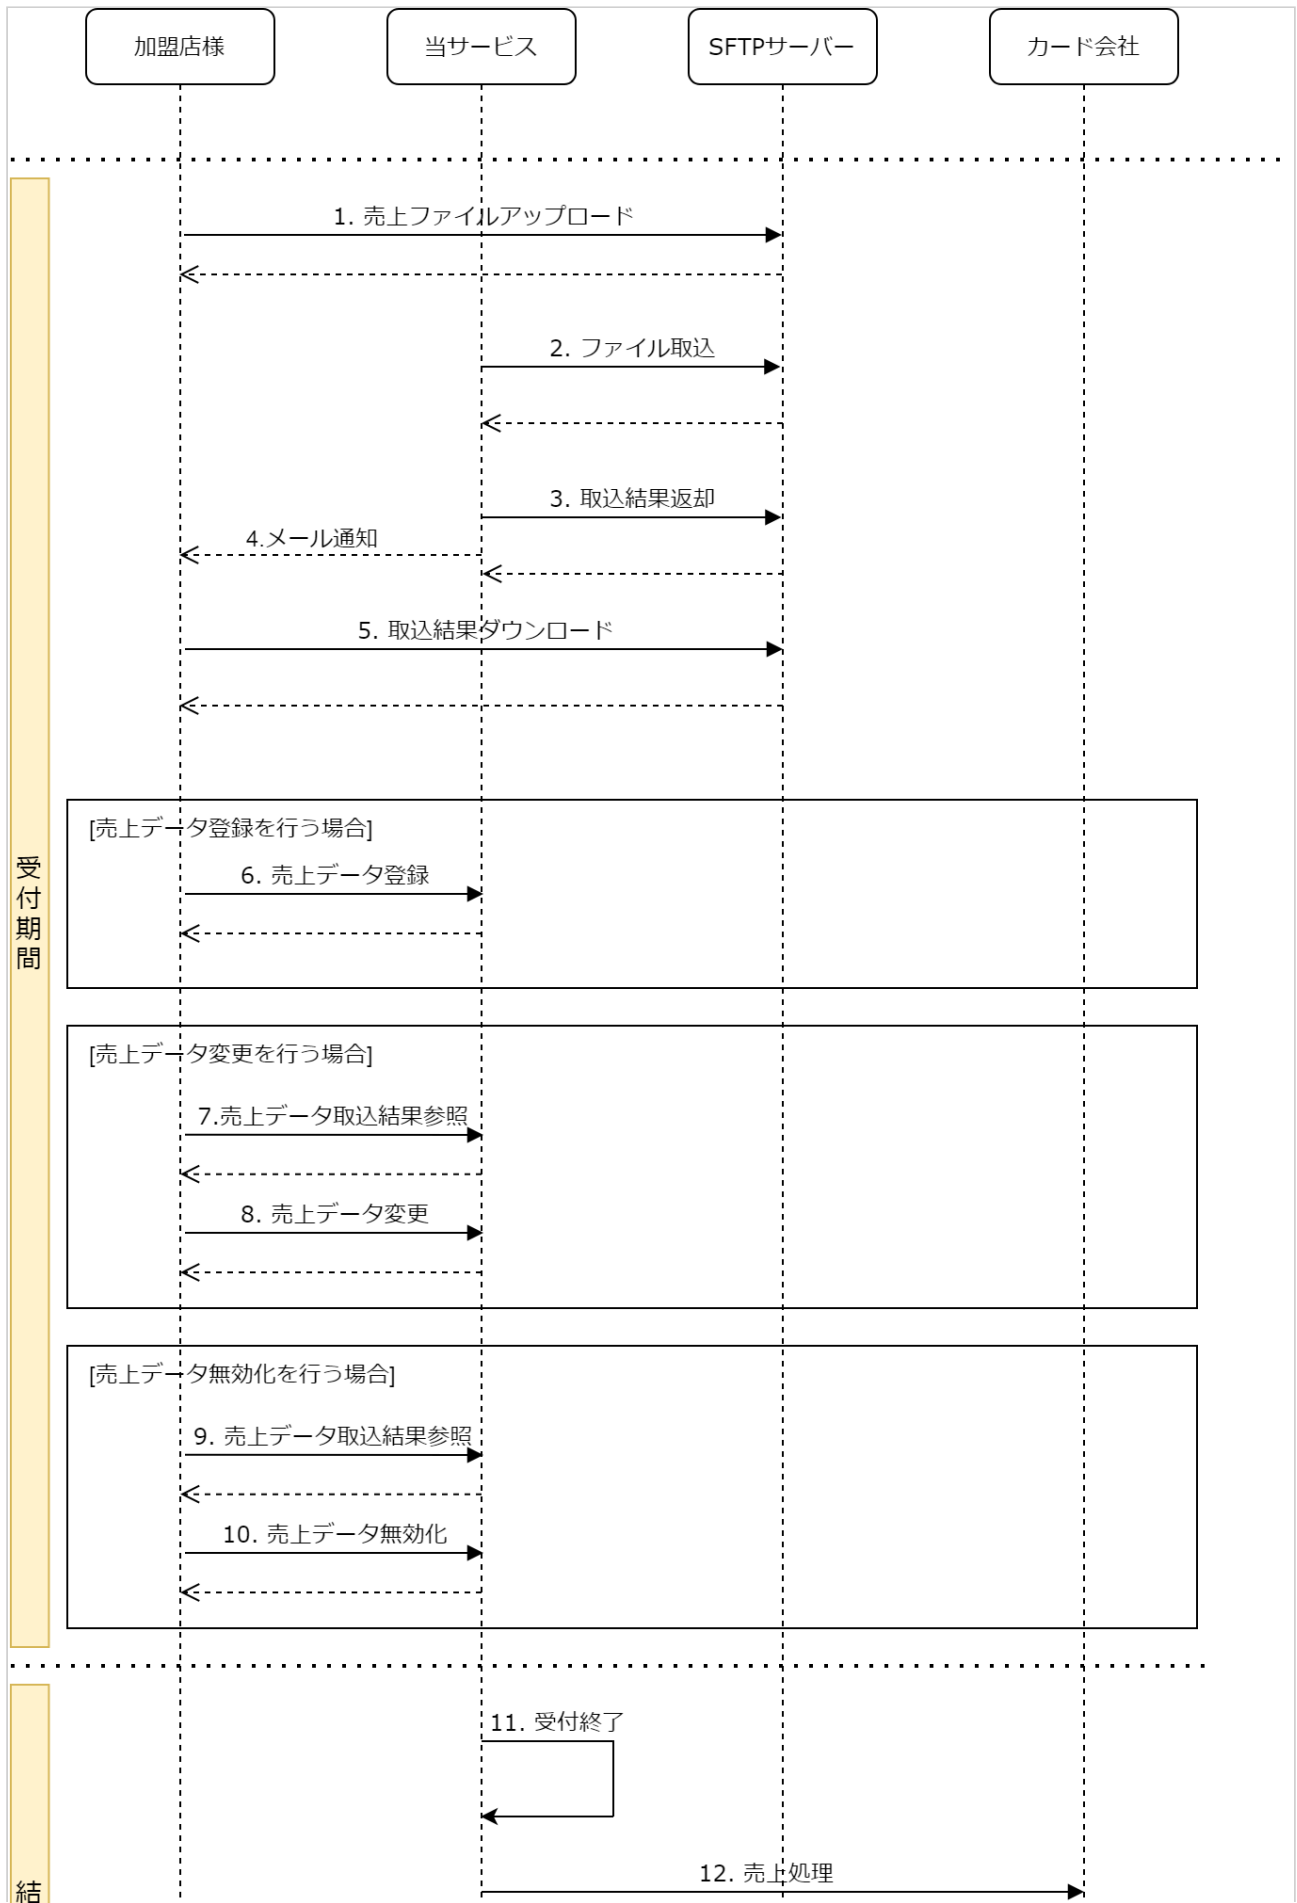 加盟店様
当サービス
SFTPサーバー
カード会社
1. 売上ファイルアップロード
2. ファイル取込
3. 取込結果返却
4.メール通知
5. 取込結果ダウンロード
[売上データ登録を行う場合]
6. 売上データ登録
受付期間
[売上データ変更を行う場合]
7.売上データ取込結果参照
8. 売上データ変更
[売上データ無効化を行う場合]
9. 売上データ取込結果参照
10. 売上データ無効化
11. 受付終了
12. 売上処理
結